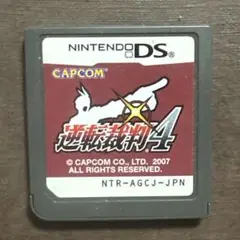 NINTENDO DS
CAPCOM
逆転裁判4
© CAPCOM CO., LTD. 2007
ALL RIGHTS RESERVED.
NTR-AGCJ-JPN